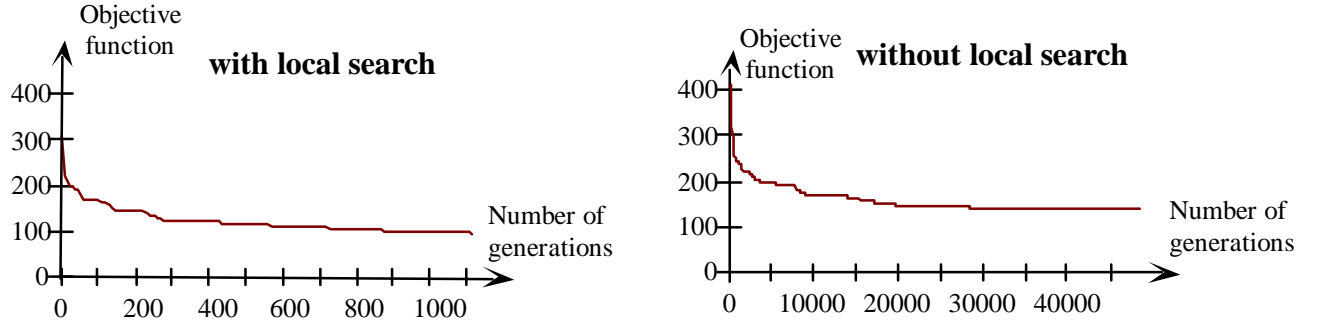 Objective
function
with local search
400
300
200
100
0
0 200 400 600 800 1000
Number of
generations
Objective
function
without local search
400
300
200
100
0
0 10000 20000 30000 40000
Number of
generations